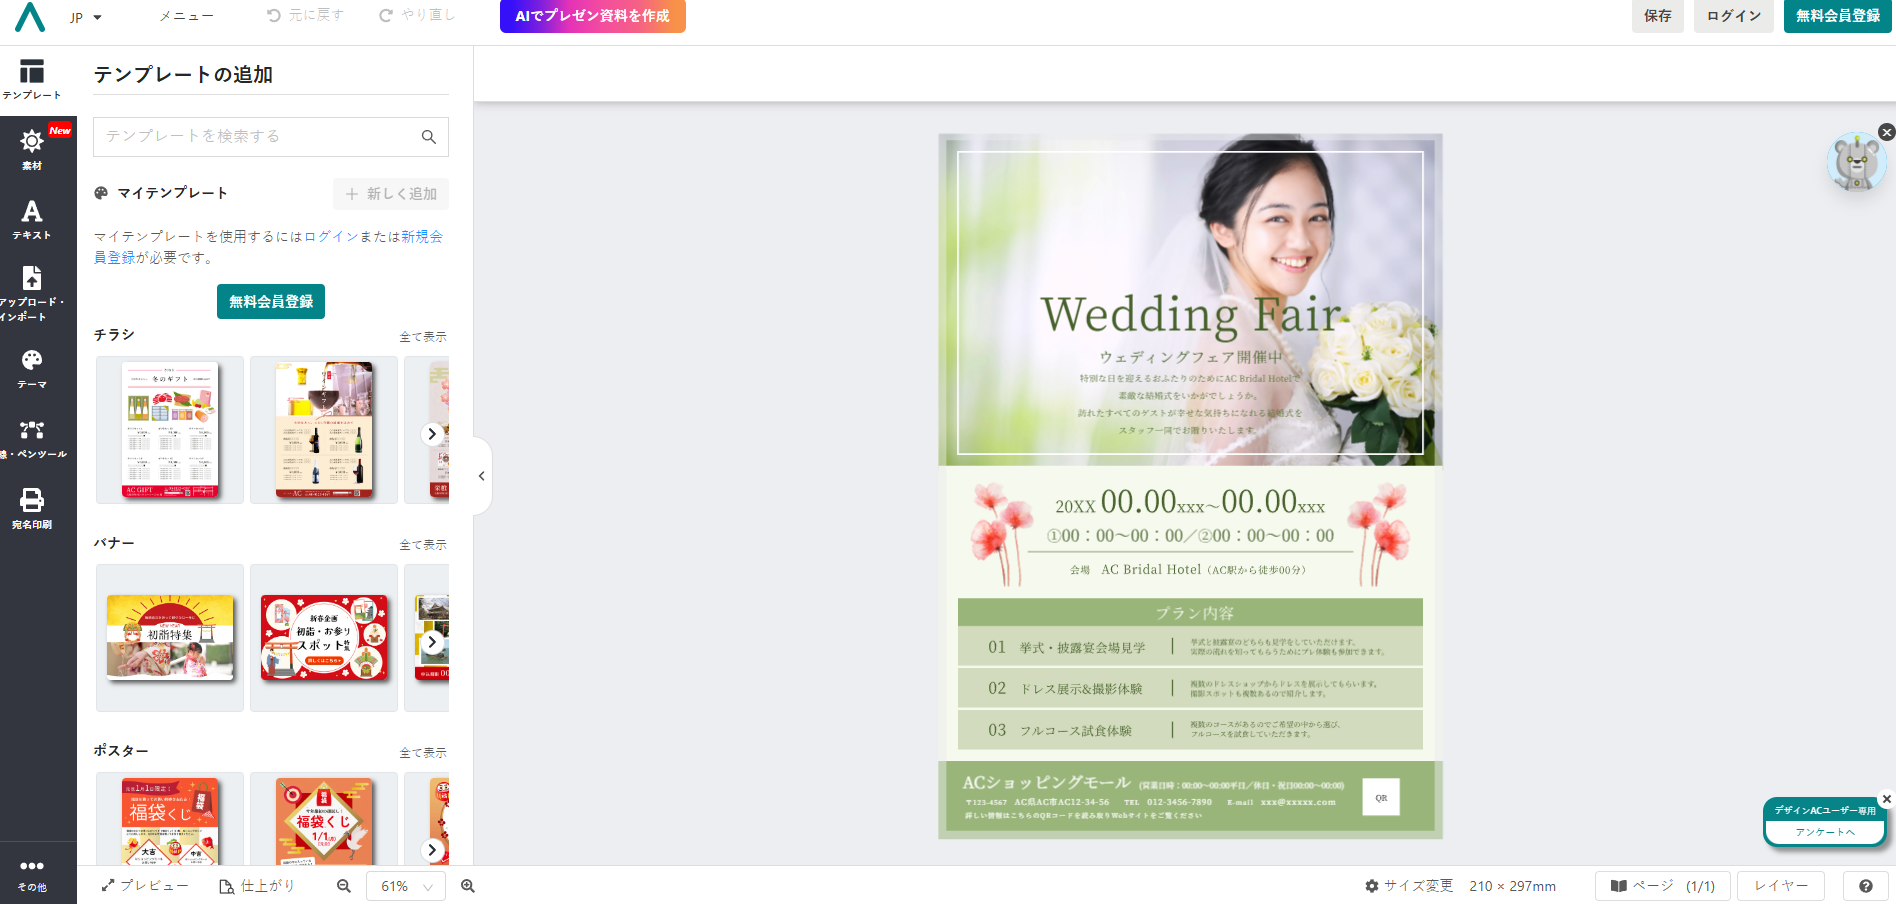 JP
メニュー
元に戻す
やり直し
AIでプレゼン資料を作成
保存
ログイン
無料会員登録
テンプレート
New
素材
テキスト
アップロード・
インポート
テーマ
線・ペンツール
宛名印刷
その他
テンプレートの追加
テンプレートを検索する
マイテンプレート
新しく追加
マイテンプレートを使用するにはログインまたは新規会
員登録が必要です。
無料会員登録
チラシ
全て表示
冬のギフト
AC GIFT
ワインギフト
AC
バナー
全て表示
初詣特集
新春企画
初詣・お参り
スポット特集
詳しくはこちら
ポスター
全て表示
毎年1月1日限定!
福袋くじ
福袋
大吉
中吉
福袋
福袋くじ
1/1
Wedding Fair
ウェディングフェア開催中
特別な日を迎えるおふたりのためにAC Bridal Hotelで
素敵な結婚式をいかがでしょうか。
訪れたすべてのゲストが幸せな気持ちになれる結婚式を
スタッフ一同でお贈りいたします。
20XX 00.00xxx〜00.00xxx
①00：00〜00：00／②00：00〜00：00
会場 AC Bridal Hotel（AC駅から徒歩00分）
プラン内容
01 挙式・披露宴会場見学
挙式と披露宴のどちらも見学をしていただけます。
実際の流れを知ってもらうためにプレ体験も参加できます。
02 ドレス展示&撮影体験
複数のドレスショップからドレスを展示してもらいます。
撮影スポットも複数あるので紹介します。
03 フルコース試食体験
複数のコースがあるのでご希望の中から選び、
フルコースを試食していただきます。
ACショッピングモール (営業日時：00:00〜00:00平日／休日・祝日00:00〜00:00)
〒123-4567 AC県AC市AC12-34-56 TEL 012-3456-7890 E-mail xxx@xxxxx.com
詳しい情報はこちらのQRコードを読み取りWebサイトをご覧ください
QR
デザインACユーザー専用
アンケートへ
プレビュー
仕上がり
61%
サイズ変更
210 × 297mm
ページ (1/1)
レイヤー